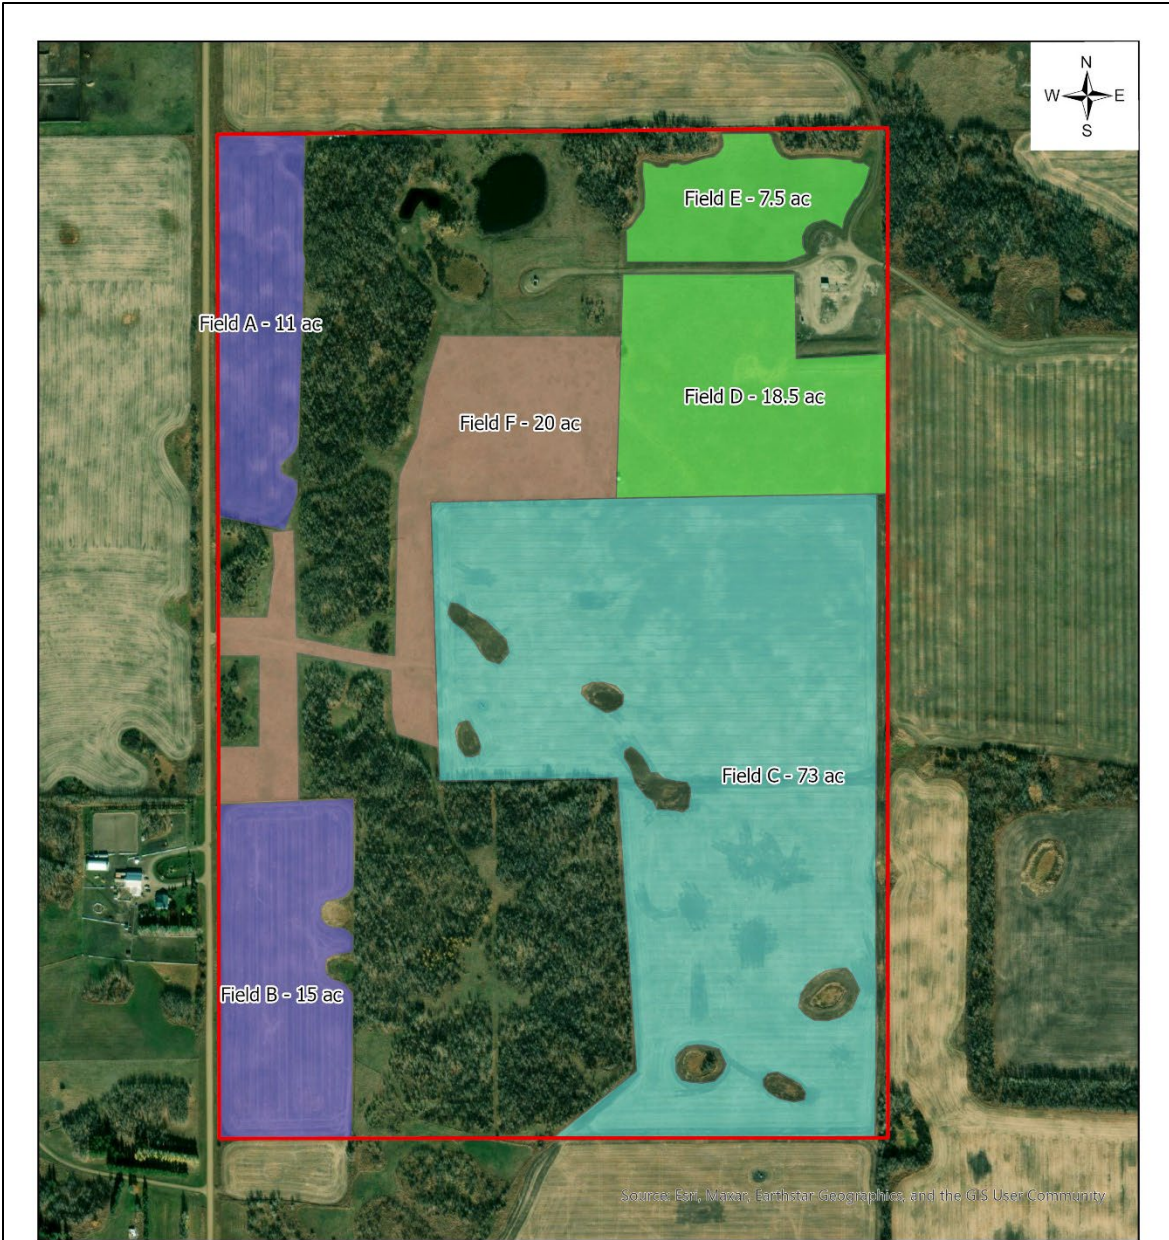 N
W E
S
Field E - 7.5 ac
Field A - 11 ac
Field D - 18.5 ac
Field F - 20 ac
Field C - 73 ac
Field B - 15 ac
Source: Esri, Maxar, Earthstar Geographics, and the GIS User Community